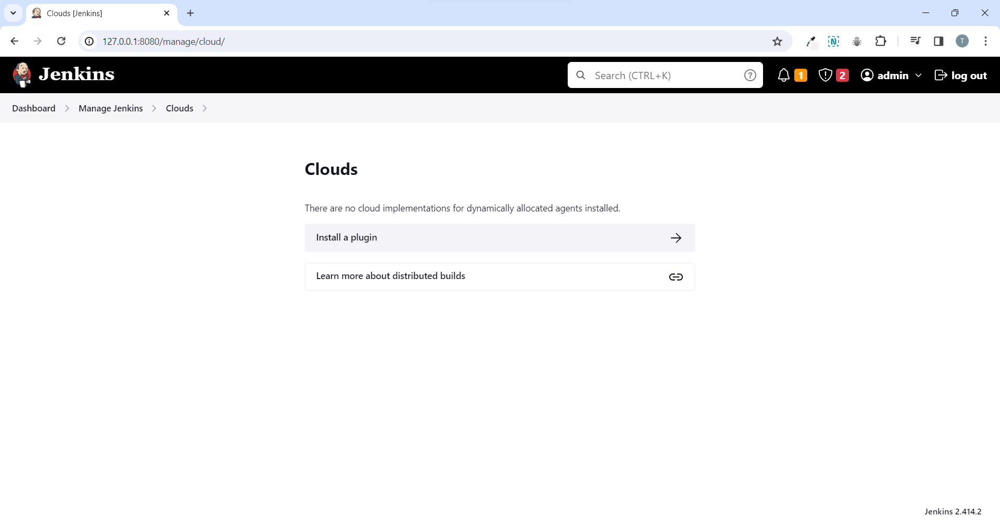 Clouds [Jenkins]
127.0.0.1:8080/manage/cloud/
N
T
Jenkins
Search (CTRL+K)
?
1
2
admin
log out
Dashboard
Manage Jenkins
Clouds
Clouds
There are no cloud implementations for dynamically allocated agents installed.
Install a plugin
Learn more about distributed builds
Jenkins 2.414.2